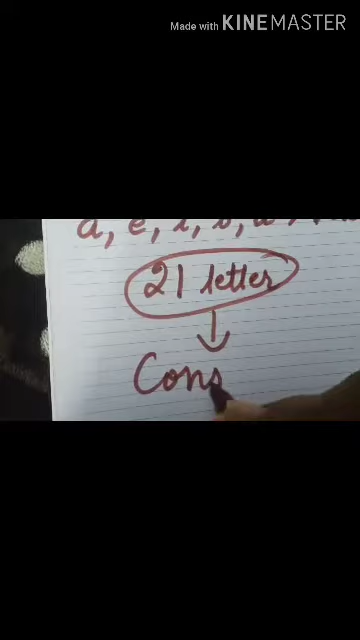 Made with KINEMASTER
a, e, i, o, u
21 letter
Cons